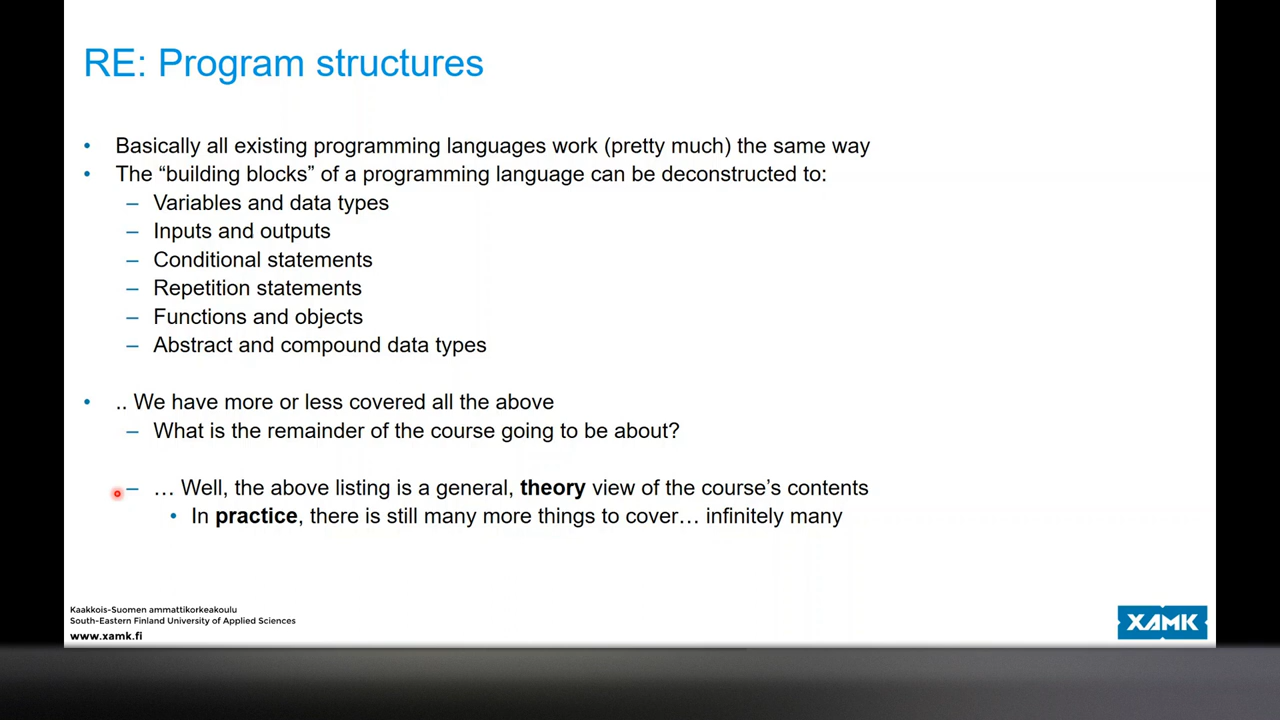 RE: Program structures
• Basically all existing programming languages work (pretty much) the same way
• The “building blocks” of a programming language can be deconstructed to:
– Variables and data types
– Inputs and outputs
– Conditional statements
– Repetition statements
– Functions and objects
– Abstract and compound data types
• .. We have more or less covered all the above
– What is the remainder of the course going to be about?
– … Well, the above listing is a general, theory view of the course’s contents
• In practice, there is still many more things to cover… infinitely many
Kaakkois-Suomen ammattikorkeakoulu
South-Eastern Finland University of Applied Sciences
www.xamk.fi
XAMK